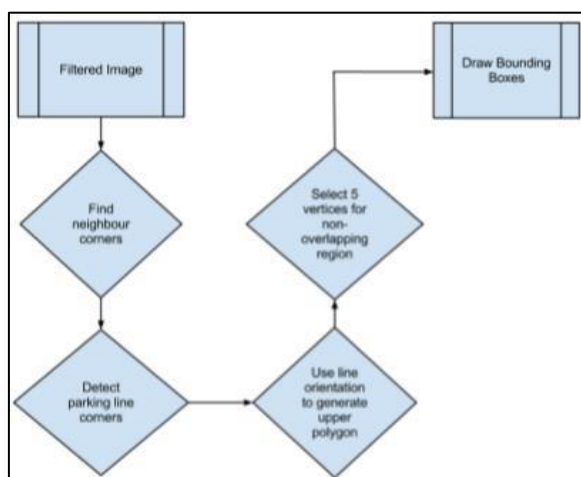 Filtered Image
Find
neighbour
corners
Detect
parking line
corners
Use line
orientation
to generate
upper
polygon
Select 5
vertices for
non-
overlapping
region
Draw Bounding
Boxes